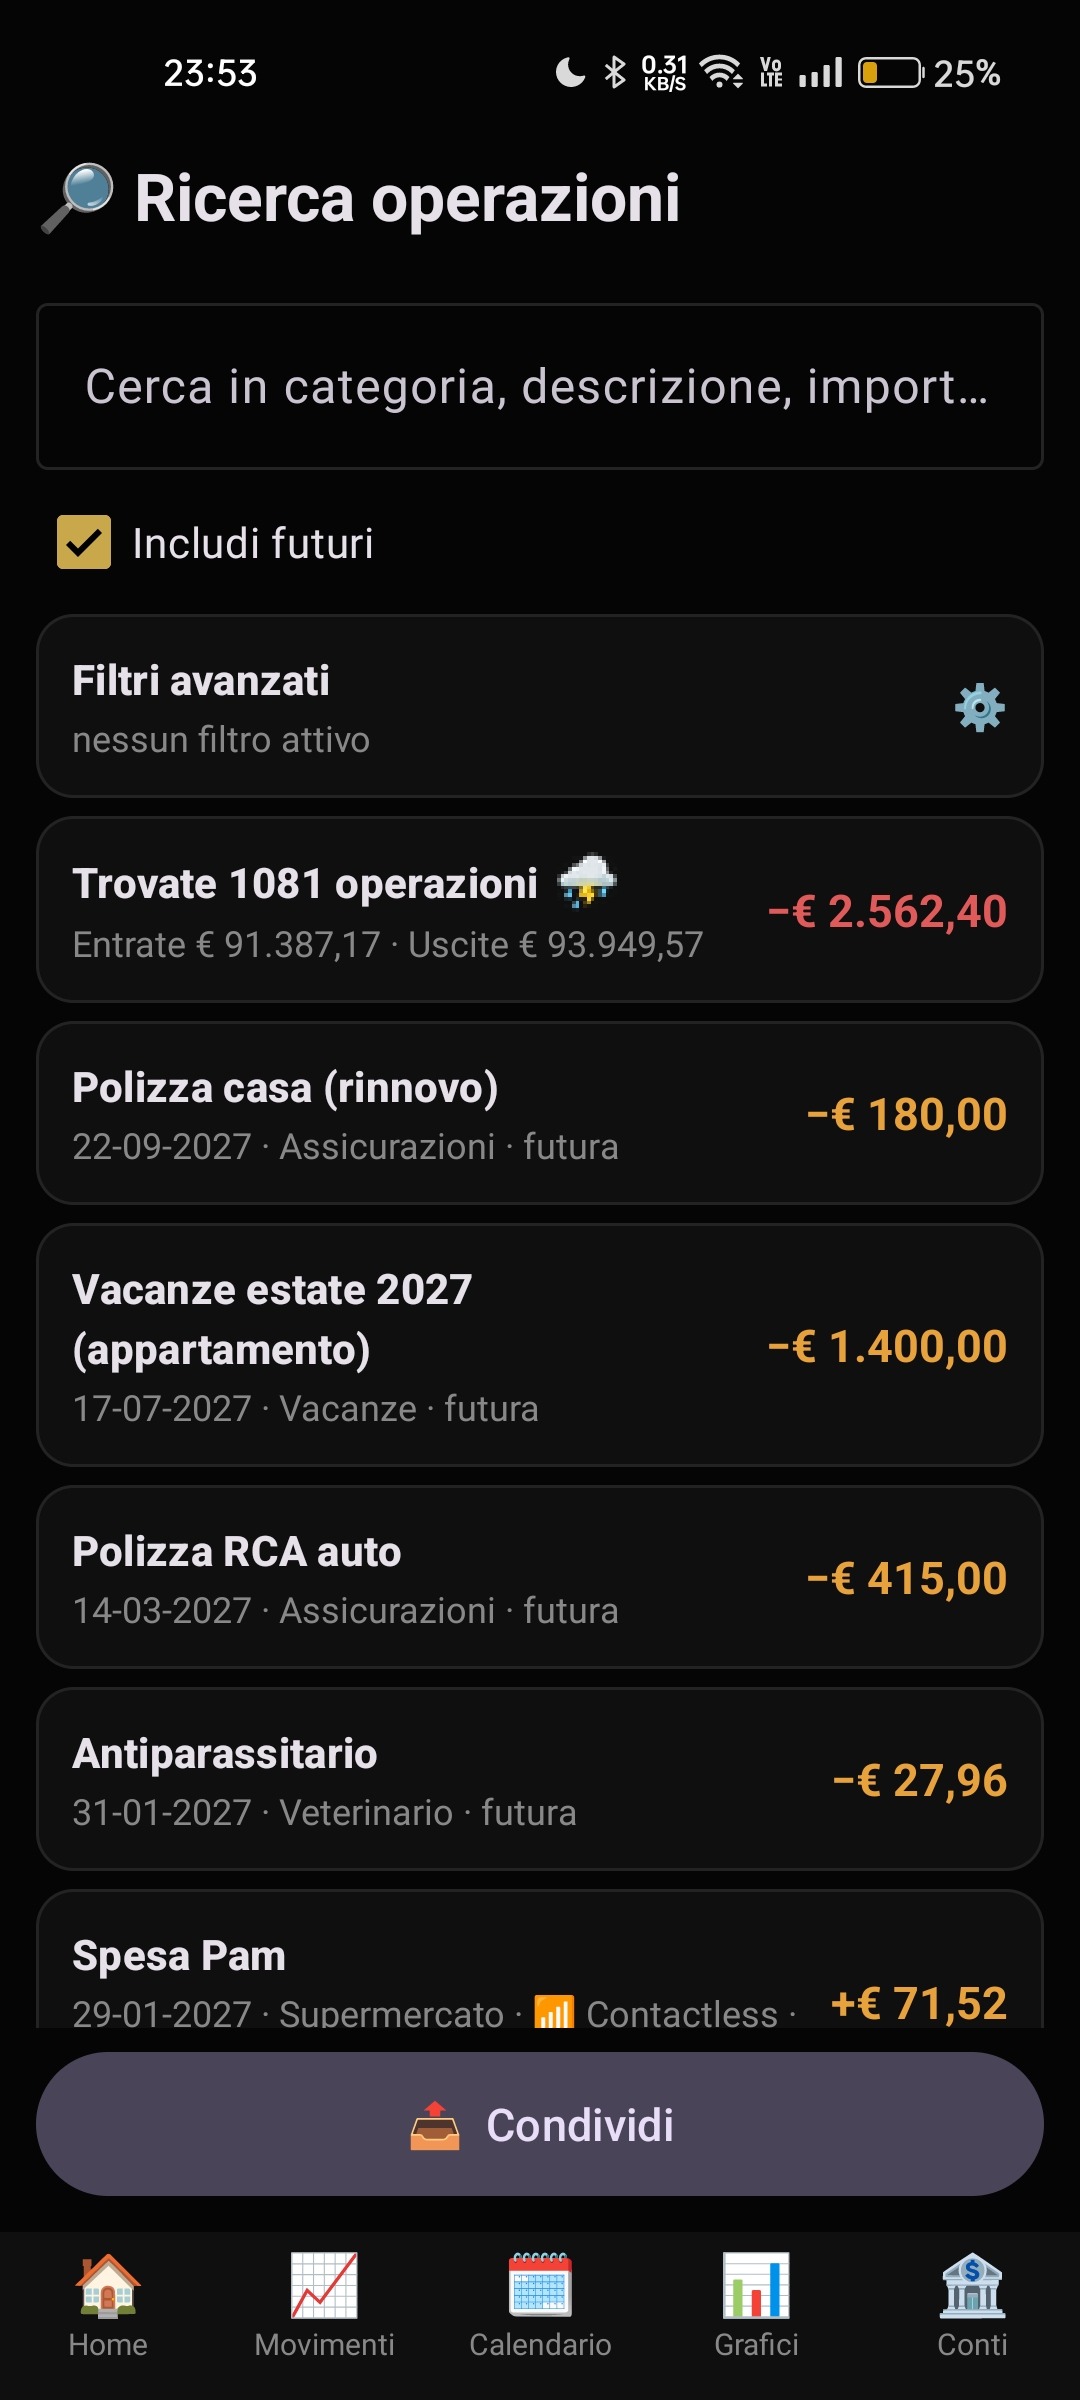 23:53
0.31
KB/S
Vo
LTE
25%
Ricerca operazioni
Cerca in categoria, descrizione, import...
Includi futuri
Filtri avanzati
nessun filtro attivo
Trovate 1081 operazioni
−€ 2.562,40
Entrate € 91.387,17 · Uscite € 93.949,57
Polizza casa (rinnovo)
−€ 180,00
22-09-2027 · Assicurazioni · futura
Vacanze estate 2027
(appartamento)
−€ 1.400,00
17-07-2027 · Vacanze · futura
Polizza RCA auto
−€ 415,00
14-03-2027 · Assicurazioni · futura
Antiparassitario
−€ 27,96
31-01-2027 · Veterinario · futura
Spesa Pam
+€ 71,52
29-01-2027 · Supermercato · Contactless ·
Condividi
Home
Movimenti
Calendario
Grafici
Conti